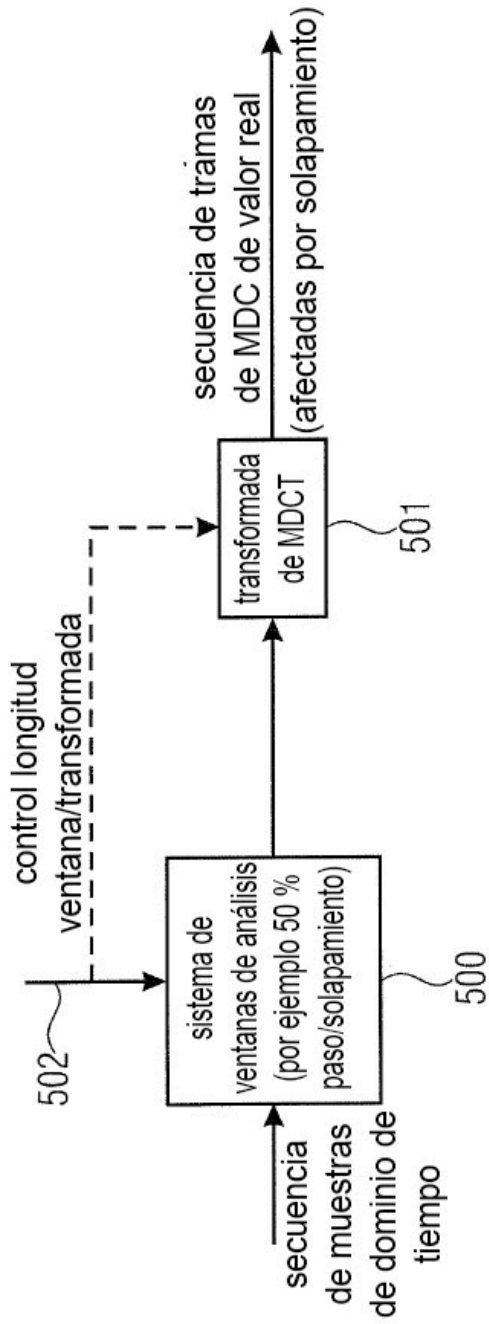 control longitud
ventana/transformada
502
secuencia
de muestras
de dominio de
tiempo
sistema de
ventanas de análisis
(por ejemplo 50 %
paso/solapamiento)
500
transformada
de MDCT
501
secuencia de tramas
de MDC de valor real
(afectadas por solapamiento)